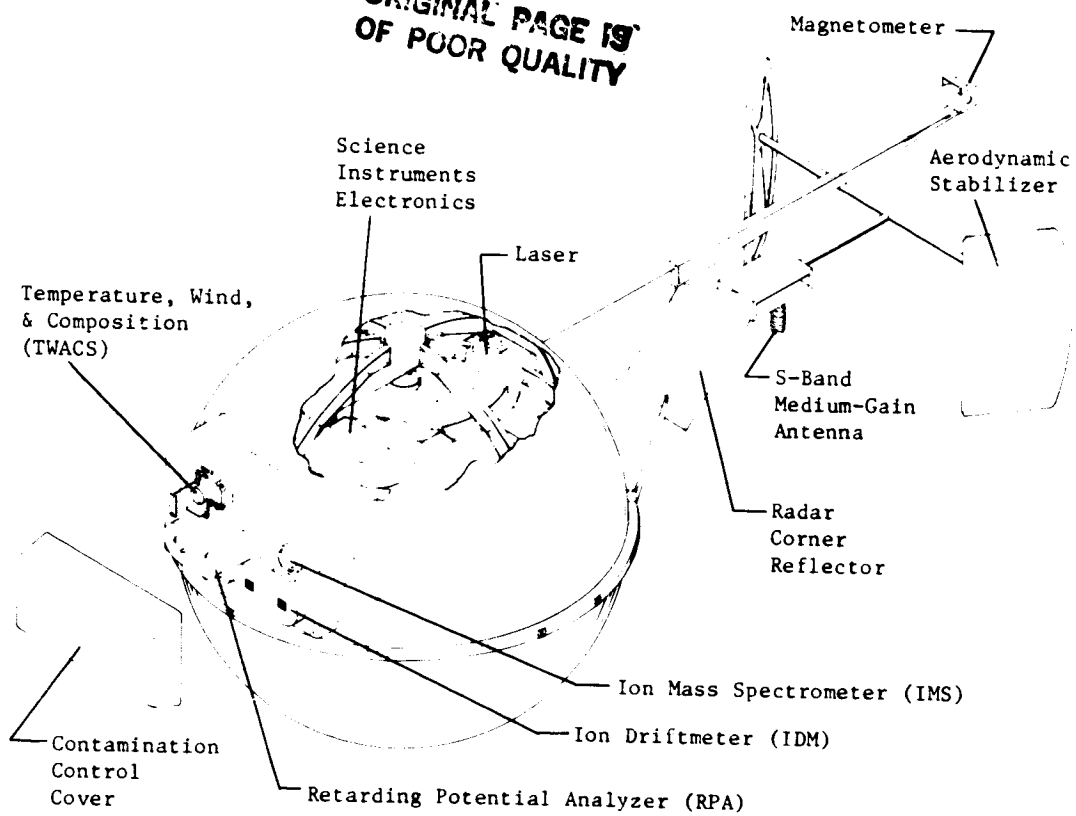 ORIGINAL PAGE IS
OF POOR QUALITY
Magnetometer
Science
Instruments
Electronics
Aerodynamic
Stabilizer
Laser
Temperature, Wind,
& Composition
(TWACS)
S-Band
Medium-Gain
Antenna
Radar
Corner
Reflector
Ion Mass Spectrometer (IMS)
Ion Driftmeter (IDM)
Contamination
Control
Cover
Retarding Potential Analyzer (RPA)